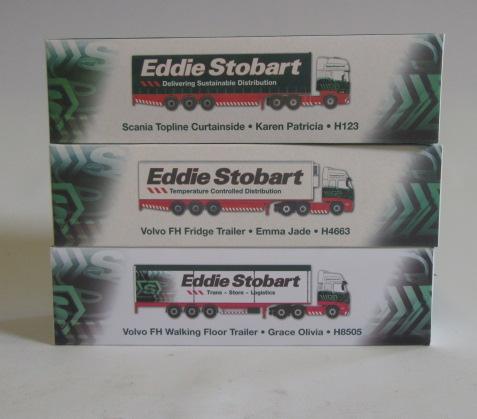 Eddie Stobart
Delivering Sustainable Distribution
Scania Topline Curtainside • Karen Patricia • H123
Eddie Stobart
Temperature Controlled Distribution
Volvo FH Fridge Trailer • Emma Jade • H4663
Eddie Stobart
Trans - Store - Logistics
Volvo FH Walking Floor Trailer • Grace Olivia • H8505